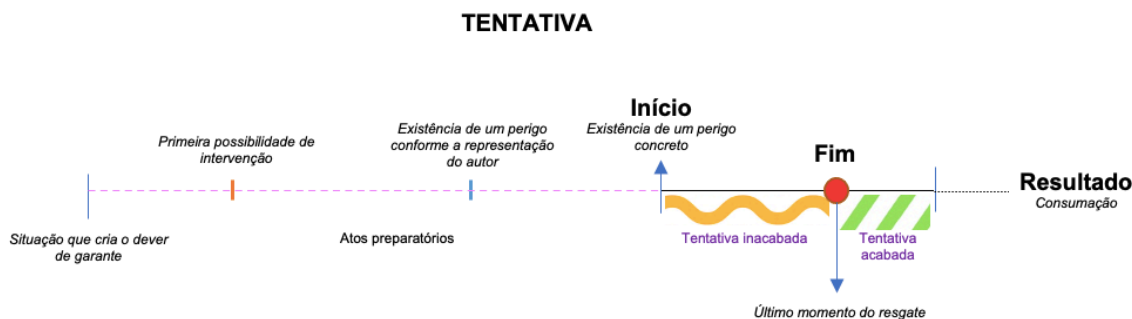 TENTATIVA
Primeira possibilidade de
intervenção
Existência de um perigo
conforme a representação
do autor
Início
Existência de um perigo
concreto
Fim
Resultado
Consumação
Situação que cria o dever
de garante
Atos preparatórios
Tentativa inacabada
Tentativa
acabada
Último momento do resgate